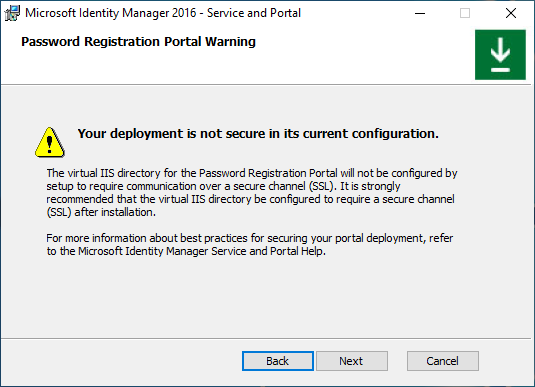 Microsoft Identity Manager 2016 - Service and Portal
Password Registration Portal Warning
Your deployment is not secure in its current configuration.
The virtual IIS directory for the Password Registration Portal will not be configured by
setup to require communication over a secure channel (SSL). It is strongly
recommended that the virtual IIS directory be configured to require a secure channel
(SSL) after installation.
For more information about best practices for securing your portal deployment, refer
to the Microsoft Identity Manager Service and Portal Help.
Back Next Cancel